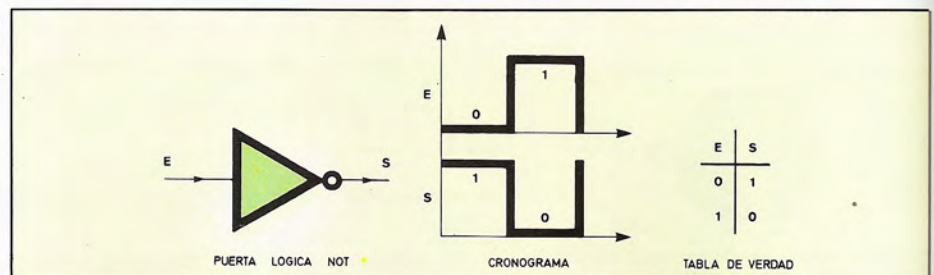 E
S
PUERTA LOGICA NOT
E
0
1
S
1
0
CRONOGRAMA
E S
0 1
1 0
TABLA DE VERDAD